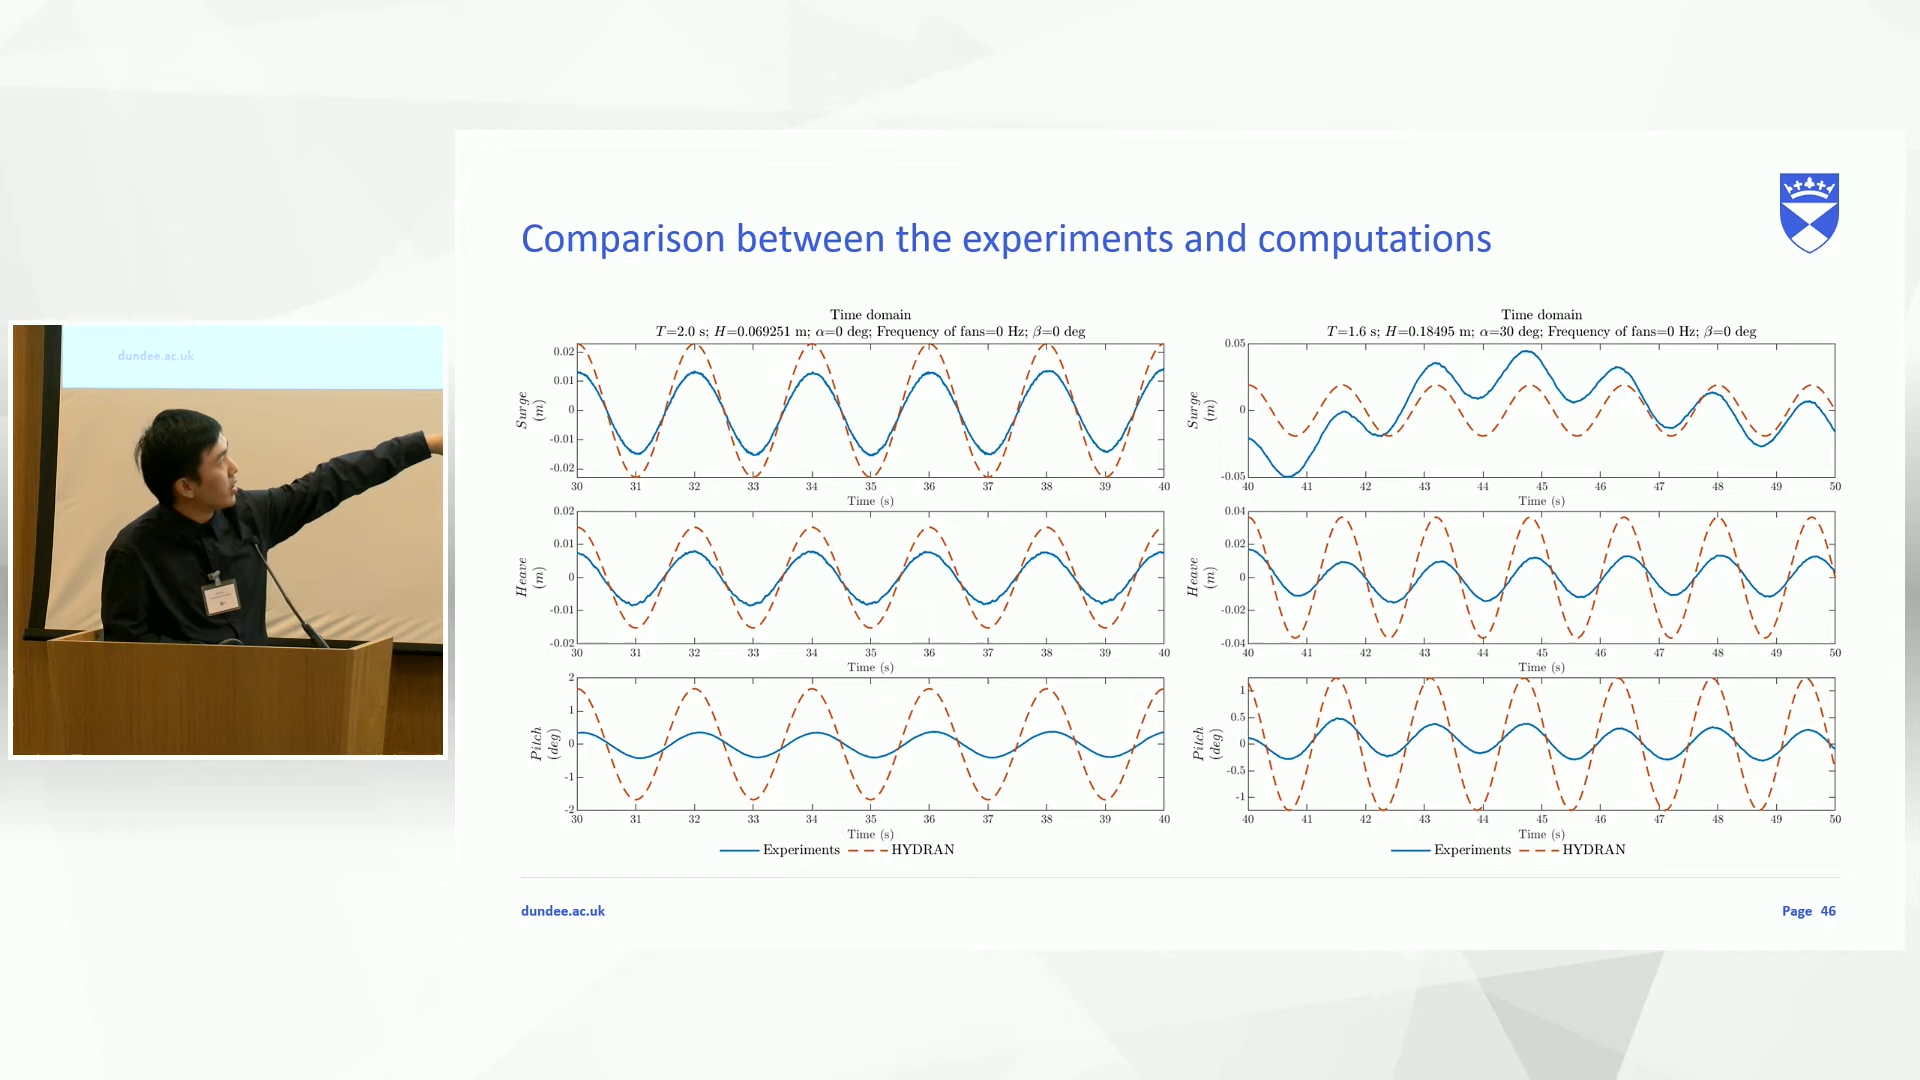 dundee.ac.uk
Comparison between the experiments and computations
Time domain
T=2.0 s; H=0.069251 m; α=0 deg; Frequency of fans=0 Hz; β=0 deg
Surge
(m)
0.02
0.01
0
-0.01
-0.02
30 31 32 33 34 35 36 37 38 39 40
Time (s)
Heave
(m)
0.02
0.01
0
-0.01
-0.02
30 31 32 33 34 35 36 37 38 39 40
Time (s)
Pitch
(deg)
2
1
0
-1
-2
30 31 32 33 34 35 36 37 38 39 40
Time (s)
Experiments HYDRAN
Time domain
T=1.6 s; H=0.18495 m; α=30 deg; Frequency of fans=0 Hz; β=0 deg
Surge
(m)
0.05
0
-0.05
40 41 42 43 44 45 46 47 48 49 50
Time (s)
Heave
(m)
0.04
0.02
0
-0.02
-0.04
40 41 42 43 44 45 46 47 48 49 50
Time (s)
Pitch
(deg)
1
0.5
0
-0.5
-1
40 41 42 43 44 45 46 47 48 49 50
Time (s)
Experiments HYDRAN
dundee.ac.uk
Page 46